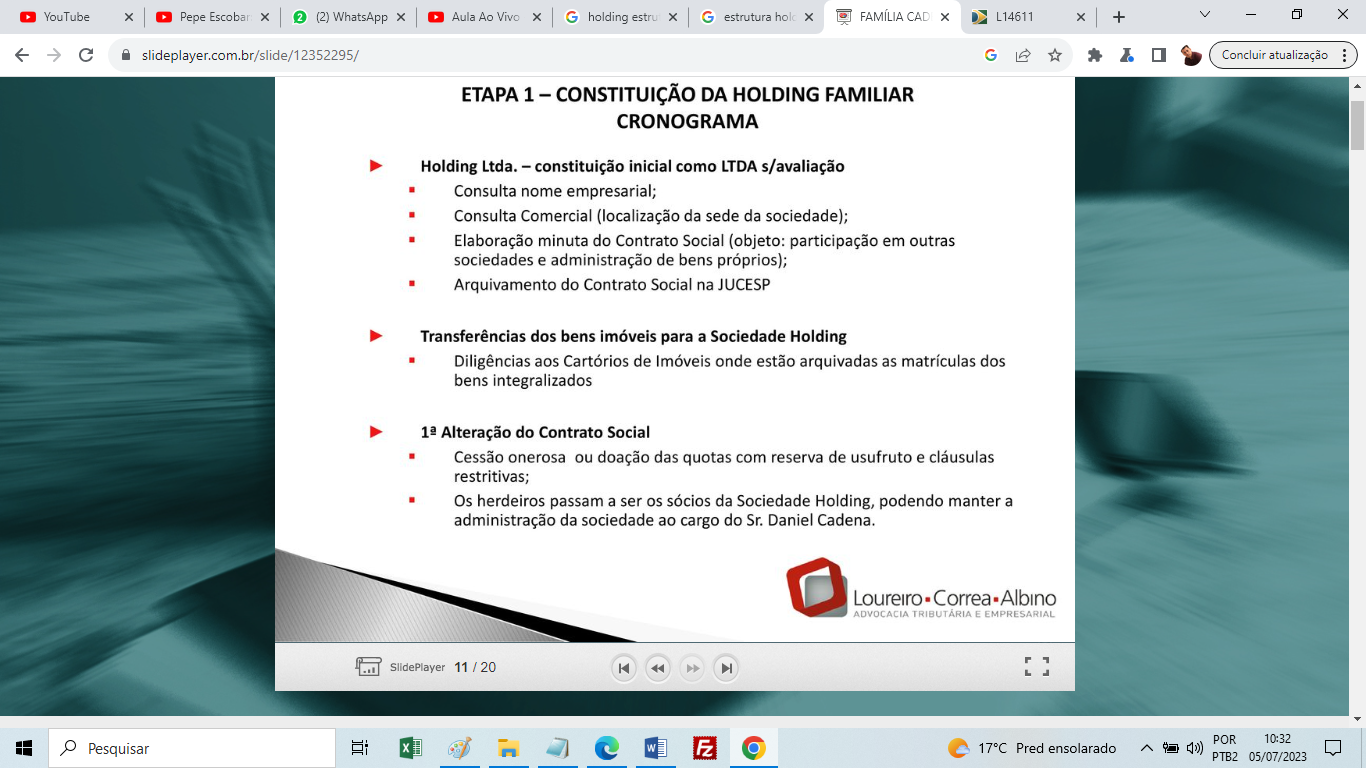 YouTube
Pepe Escobar
(2) WhatsApp
Aula Ao Vivo
holding estru
estrutura hold
FAMÍLIA CAD
L14611
slideplayer.com.br/slide/12352295/
Concluir atualização
ETAPA 1 – CONSTITUIÇÃO DA HOLDING FAMILIAR
CRONOGRAMA
Holding Ltda. – constituição inicial como LTDA s/avaliação
Consulta nome empresarial;
Consulta Comercial (localização da sede da sociedade);
Elaboração minuta do Contrato Social (objeto: participação em outras
sociedades e administração de bens próprios);
Arquivamento do Contrato Social na JUCESP
Transferências dos bens imóveis para a Sociedade Holding
Diligências aos Cartórios de Imóveis onde estão arquivadas as matrículas dos
bens integralizados
1ª Alteração do Contrato Social
Cessão onerosa ou doação das quotas com reserva de usufruto e cláusulas
restritivas;
Os herdeiros passam a ser os sócios da Sociedade Holding, podendo manter a
administração da sociedade ao cargo do Sr. Daniel Cadena.
Loureiro▪Correa▪Albino
ADVOCACIA TRIBUTÁRIA E EMPRESARIAL
SlidePlayer 11 / 20
Pesquisar
17°C Pred ensolarado
POR
PTB2
10:32
05/07/2023